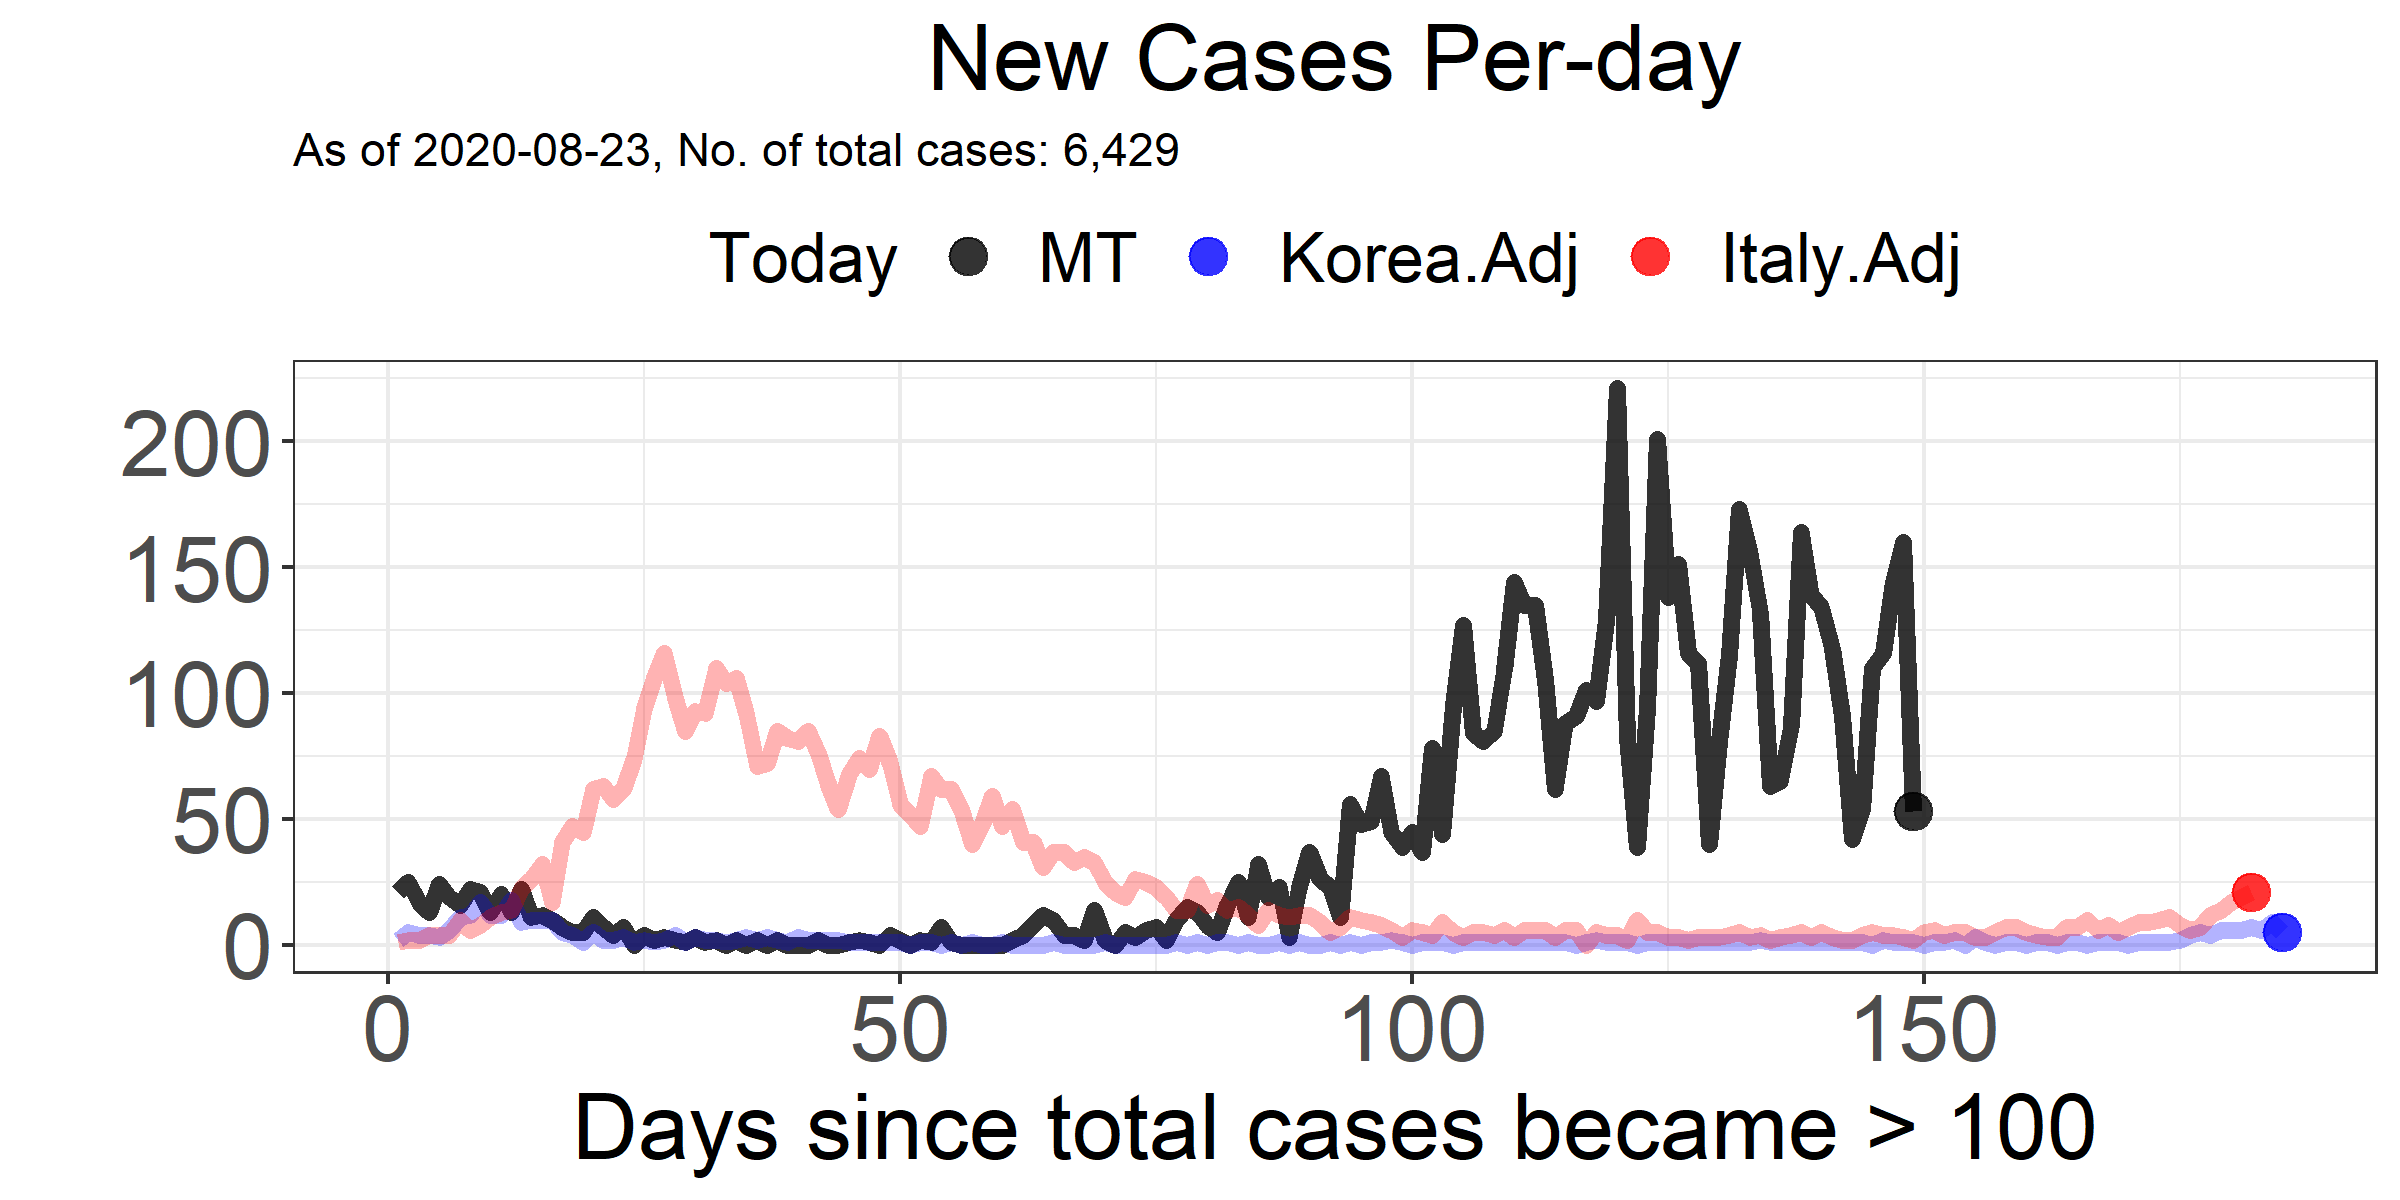 New Cases Per-day
As of 2020-08-23, No. of total cases: 6,429
Today MT Korea.Adj Italy.Adj
200
150
100
50
0
0 50 100 150
Days since total cases became > 100